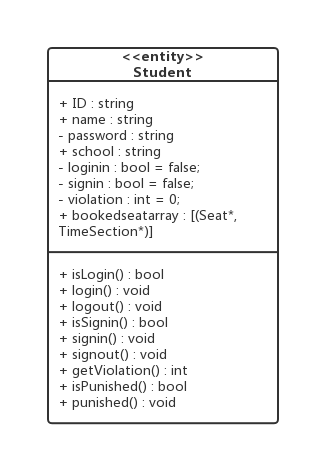 <<entity>>
Student
+ ID : string
+ name : string
- password : string
+ school : string
- loginin : bool = false;
- signin : bool = false;
- violation : int = 0;
+ bookedseatarray : [(Seat*,
TimeSection*)]
+ isLogin() : bool
+ login() : void
+ logout() : void
+ isSignin() : bool
+ signin() : void
+ signout() : void
+ getViolation() : int
+ isPunished() : bool
+ punished() : void